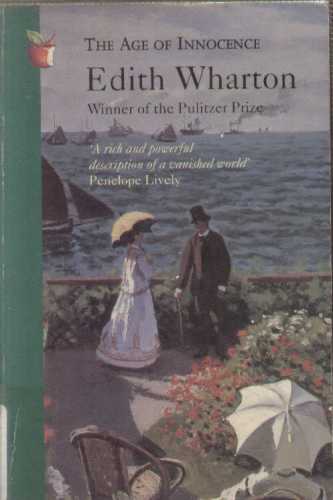 THE AGE OF INNOCENCE
Edith Wharton
Winner of the Pulitzer Prize
'A rich and powerful
description of a vanished world'
Penelope Lively